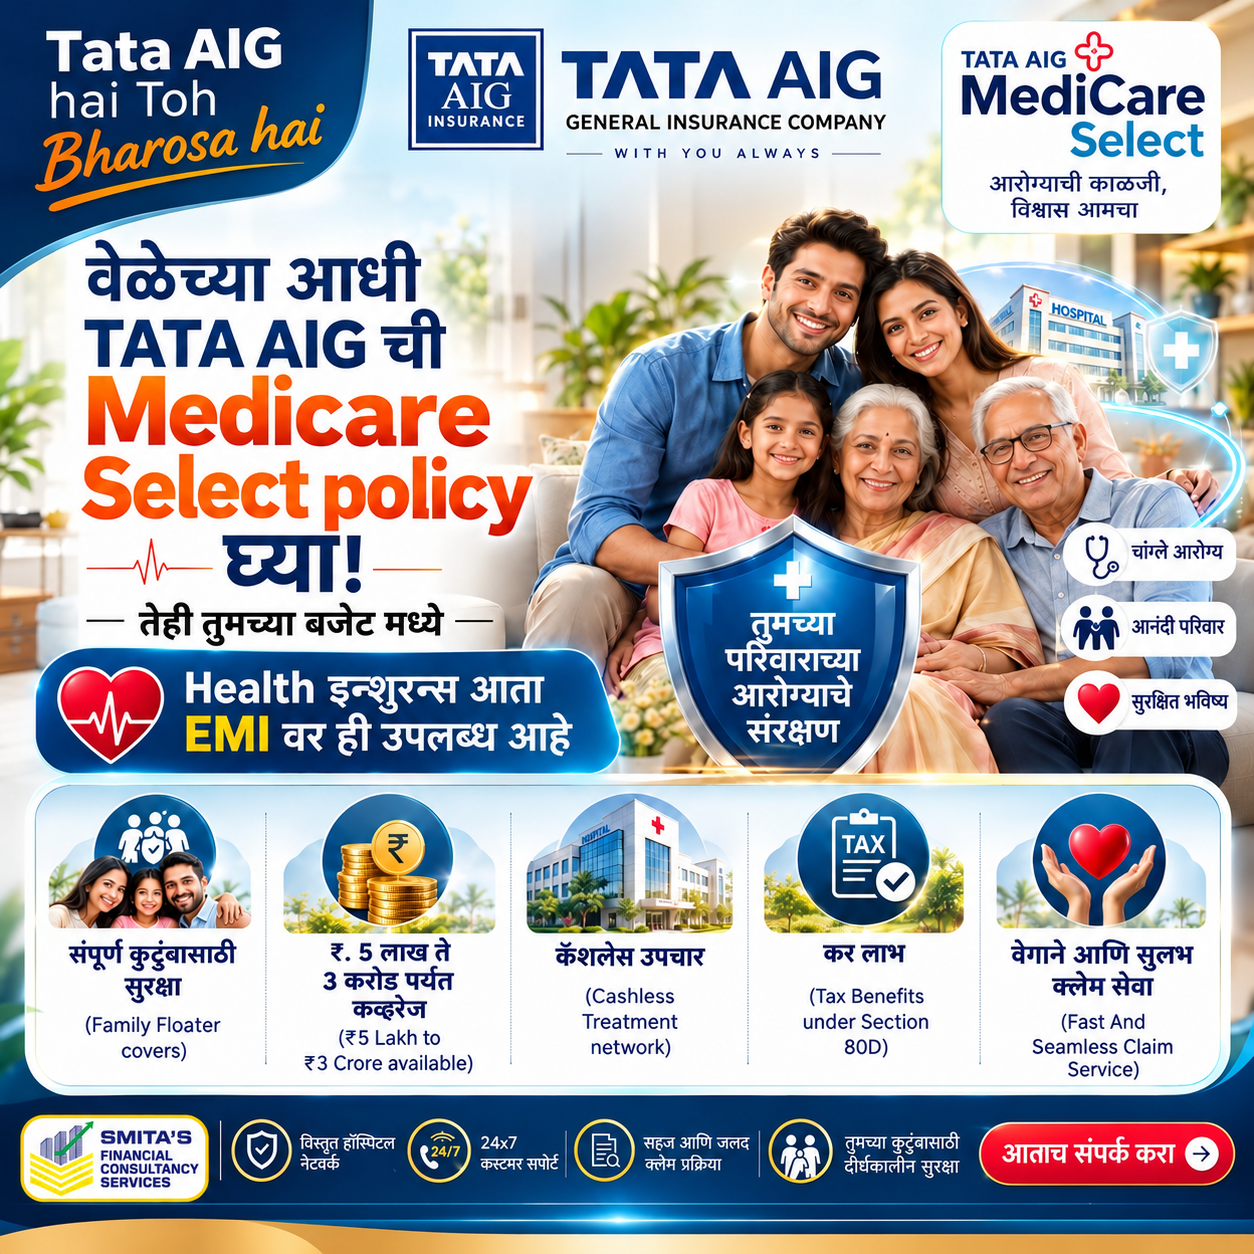 Tata AIG
hai Toh
Bharosa hai
TATA
AIG
INSURANCE
TATA AIG
GENERAL INSURANCE COMPANY
WITH YOU ALWAYS
TATA AIG
MediCare
Select
आरोग्याची काळजी,
विश्वास आमचा
वेळेच्या आधी
TATA AIG ची
Medicare
Select policy
घ्या!
तेही तुमच्या बजेट मध्ये
Health इन्शुरन्स आता
EMI वर ही उपलब्ध आहे
HOSPITAL
तुमच्या
परिवाराच्या
आरोग्याचे
संरक्षण
चांगले आरोग्य
आनंदी परिवार
सुरक्षित भविष्य
संपूर्ण कुटुंबासाठी
सुरक्षा
(Family Floater
covers)
₹
₹. 5 लाख ते
3 करोड पर्यत
कव्हरेज
(₹5 Lakh to
₹3 Crore available)
HOSPITAL
कॅशलेस उपचार
(Cashless
Treatment
network)
TAX
कर लाभ
(Tax Benefits
under Section
80D)
वेगाने आणि सुलभ
क्लेम सेवा
(Fast And
Seamless Claim
Service)
SMITA'S
FINANCIAL
CONSULTANCY
SERVICES
विस्तृत हॉस्पिटल
नेटवर्क
24/7
24x7
कस्टमर सपोर्ट
सहज आणि जलद
क्लेम प्रक्रिया
तुमच्या कुटुंबासाठी
दीर्घकालीन सुरक्षा
आताच संपर्क करा